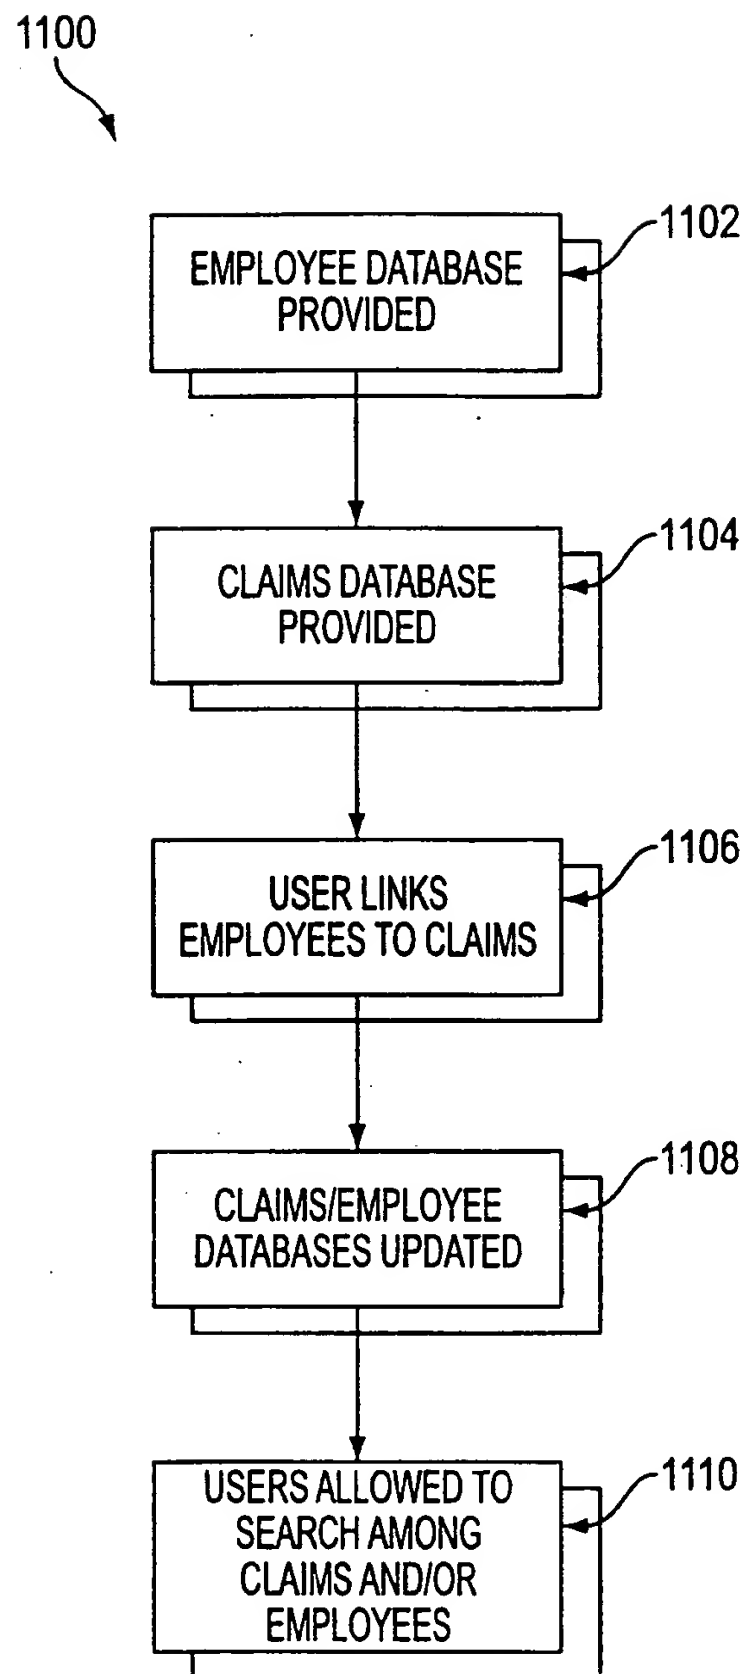 1100
1102
EMPLOYEE DATABASE
PROVIDED
1104
CLAIMS DATABASE
PROVIDED
1106
USER LINKS
EMPLOYEES TO CLAIMS
1108
CLAIMS/EMPLOYEE
DATABASES UPDATED
1110
USERS ALLOWED TO
SEARCH AMONG
CLAIMS AND/OR
EMPLOYEES